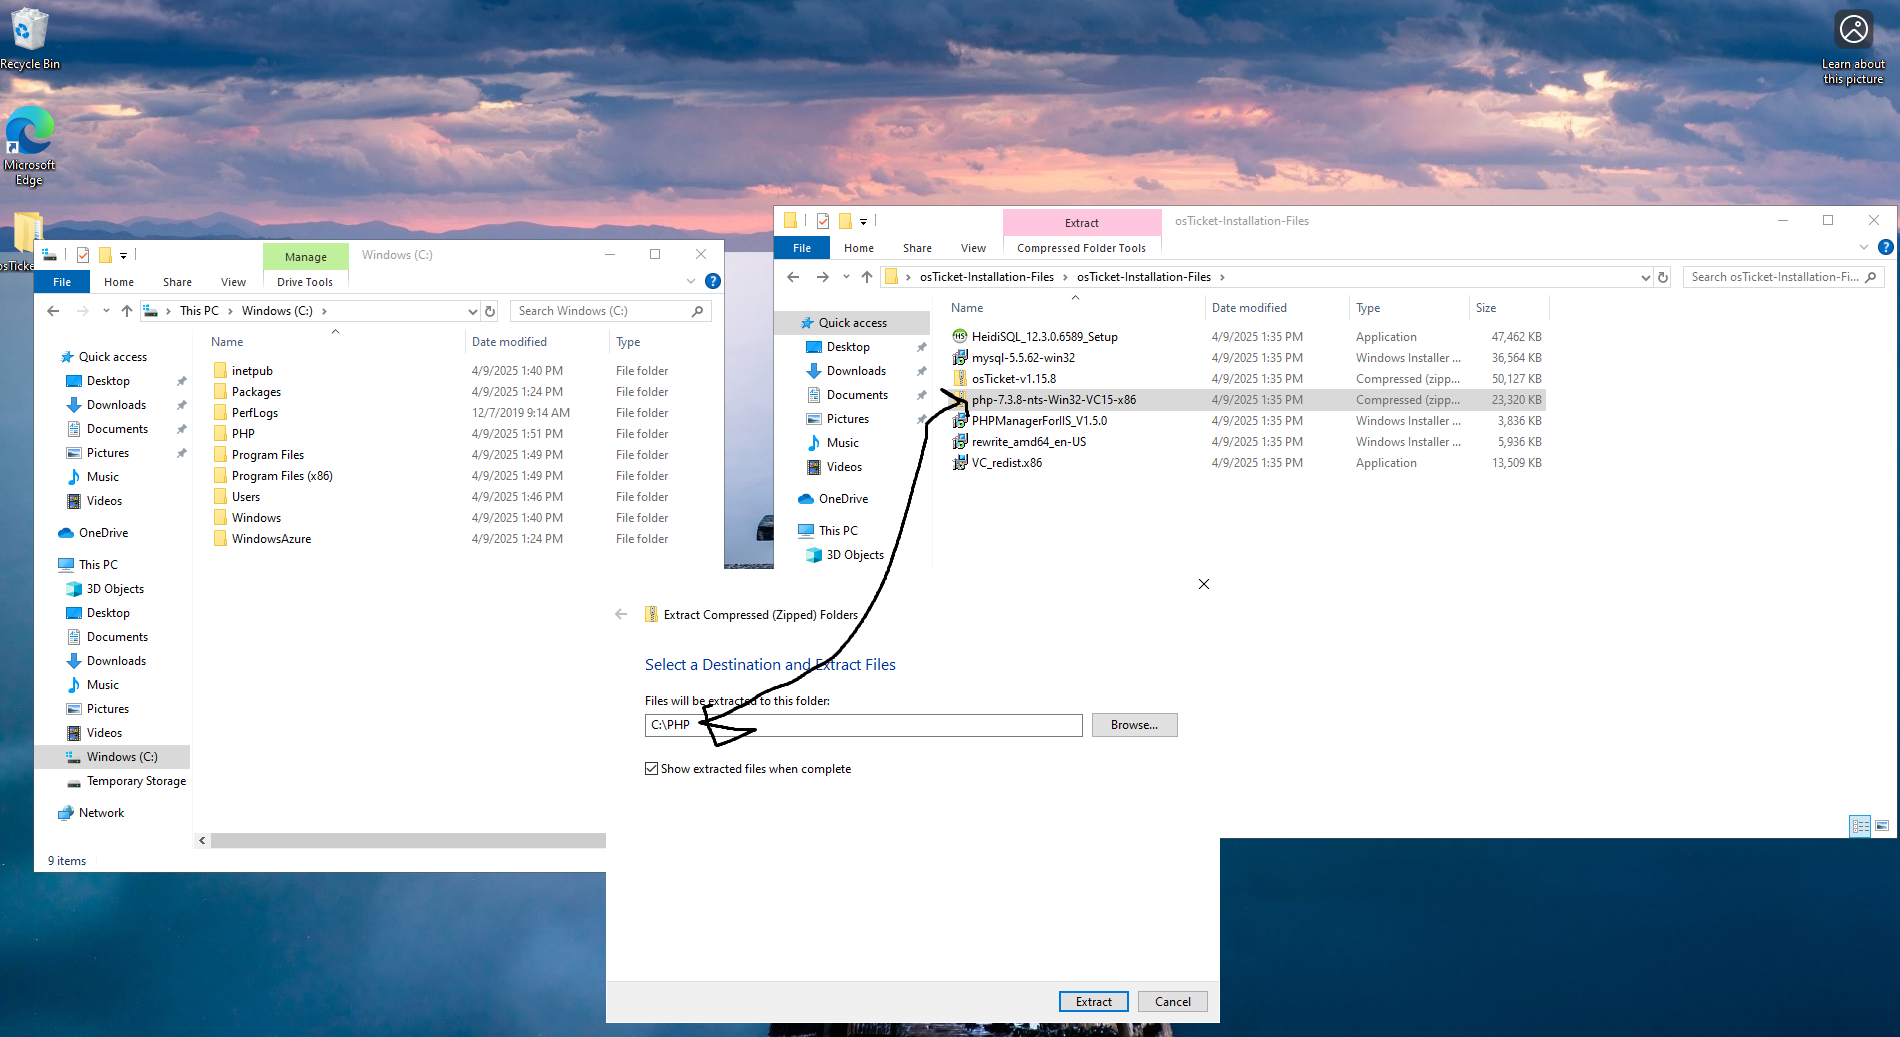 Recycle Bin
Learn about
this picture
Microsoft
Edge
osTicke
Manage
Windows (C:)
File
Home
Share
View
Drive Tools
This PC
Windows (C:)
Search Windows (C:)
Quick access
Desktop
Downloads
Documents
Pictures
Music
Videos
OneDrive
This PC
3D Objects
Desktop
Documents
Downloads
Music
Pictures
Videos
Windows (C:)
Temporary Storage
Network
Name Date modified Type
inetpub 4/9/2025 1:40 PM File folder
Packages 4/9/2025 1:24 PM File folder
PerfLogs 12/7/2019 9:14 AM File folder
PHP 4/9/2025 1:51 PM File folder
Program Files 4/9/2025 1:49 PM File folder
Program Files (x86) 4/9/2025 1:49 PM File folder
Users 4/9/2025 1:46 PM File folder
Windows 4/9/2025 1:40 PM File folder
WindowsAzure 4/9/2025 1:24 PM File folder
9 items
Extract
osTicket-Installation-Files
File
Home
Share
View
Compressed Folder Tools
osTicket-Installation-Files
osTicket-Installation-Files
Search osTicket-Installation-Fi...
Quick access
Desktop
Downloads
Documents
Pictures
Music
Videos
OneDrive
This PC
3D Objects
Name Date modified Type Size
HeidiSQL_12.3.0.6589_Setup 4/9/2025 1:35 PM Application 47,462 KB
mysql-5.5.62-win32 4/9/2025 1:35 PM Windows Installer ... 36,564 KB
osTicket-v1.15.8 4/9/2025 1:35 PM Compressed (zipp... 50,127 KB
php-7.3.8-nts-Win32-VC15-x86 4/9/2025 1:35 PM Compressed (zipp... 23,320 KB
PHPManagerForIIS_V1.5.0 4/9/2025 1:35 PM Windows Installer ... 3,836 KB
rewrite_amd64_en-US 4/9/2025 1:35 PM Windows Installer ... 5,936 KB
VC_redist.x86 4/9/2025 1:35 PM Application 13,509 KB
Extract Compressed (Zipped) Folders
Select a Destination and Extract Files
Files will be extracted to this folder:
C:\PHP
Browse...
Show extracted files when complete
Extract
Cancel